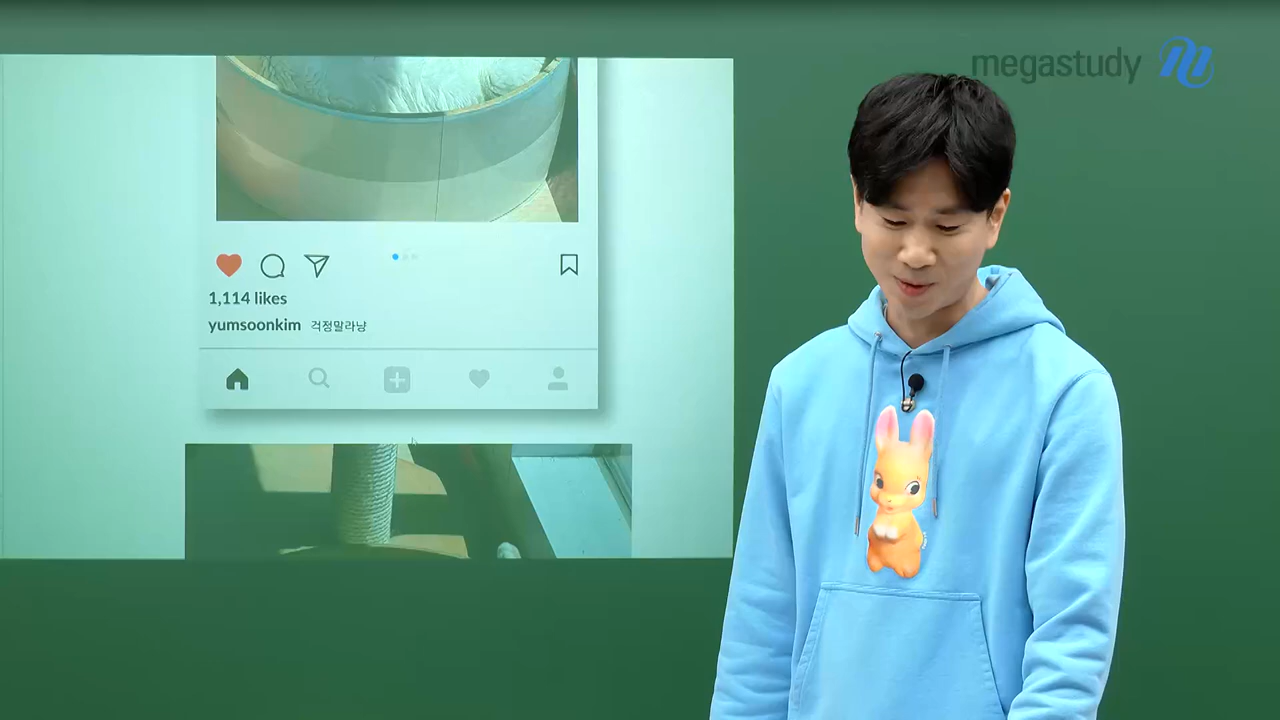 megastudy
1,114 likes
yumsoonkim 걱정말라냥